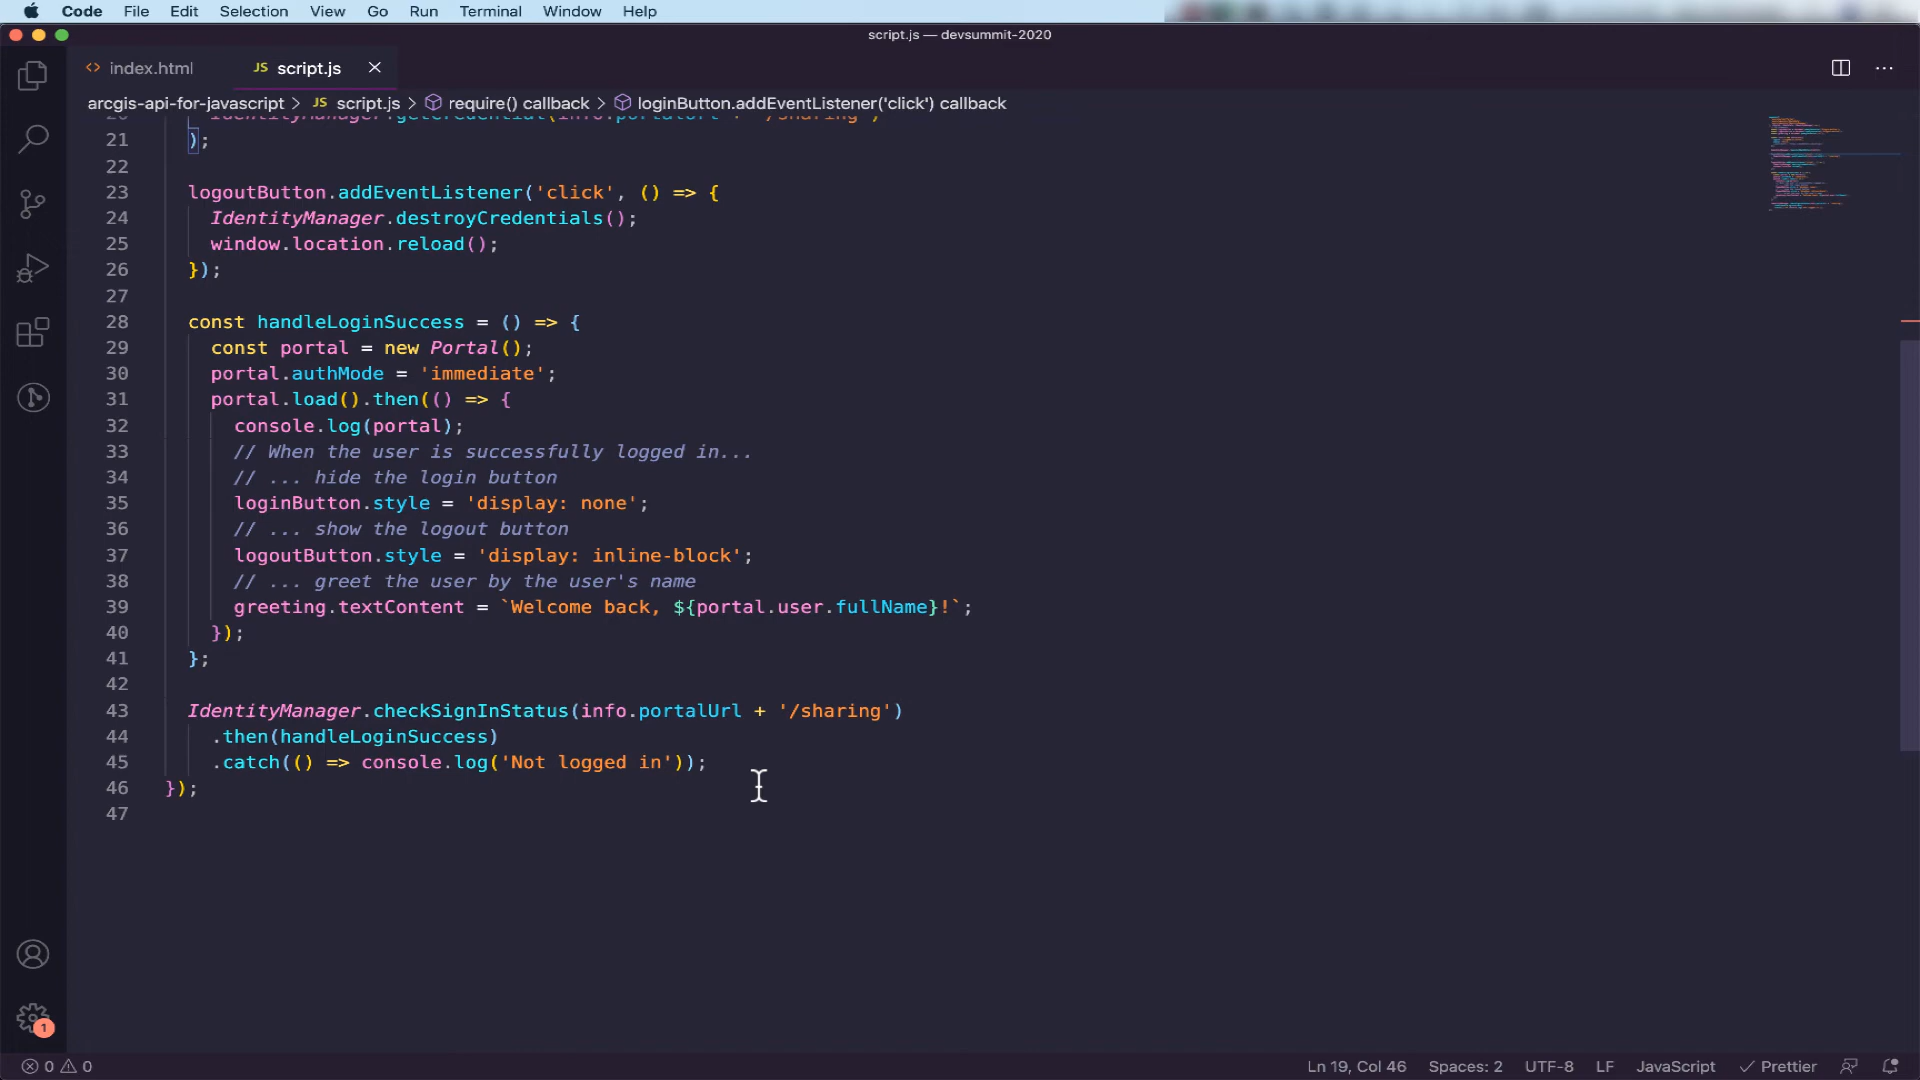 Code File Edit Selection View Go Run Terminal Window Help
script.js — devsummit-2020
<> index.html JS script.js
arcgis-api-for-javascript > JS script.js > require() callback > loginButton.addEventListener('click') callback
20 IdentityManager.getCredential(info.portalUrl + '/sharing')
21 );
22
23 logoutButton.addEventListener('click', () => {
24 IdentityManager.destroyCredentials();
25 window.location.reload();
26 });
27
28 const handleLoginSuccess = () => {
29 const portal = new Portal();
30 portal.authMode = 'immediate';
31 portal.load().then(() => {
32 console.log(portal);
33 // When the user is successfully logged in...
34 // ... hide the login button
35 loginButton.style = 'display: none';
36 // ... show the logout button
37 logoutButton.style = 'display: inline-block';
38 // ... greet the user by the user's name
39 greeting.textContent = `Welcome back, ${portal.user.fullName}!`;
40 });
41 };
42
43 IdentityManager.checkSignInStatus(info.portalUrl + '/sharing')
44 .then(handleLoginSuccess)
45 .catch(() => console.log('Not logged in'));
46 });
47
1
0 0 Ln 19, Col 46 Spaces: 2 UTF-8 LF JavaScript Prettier